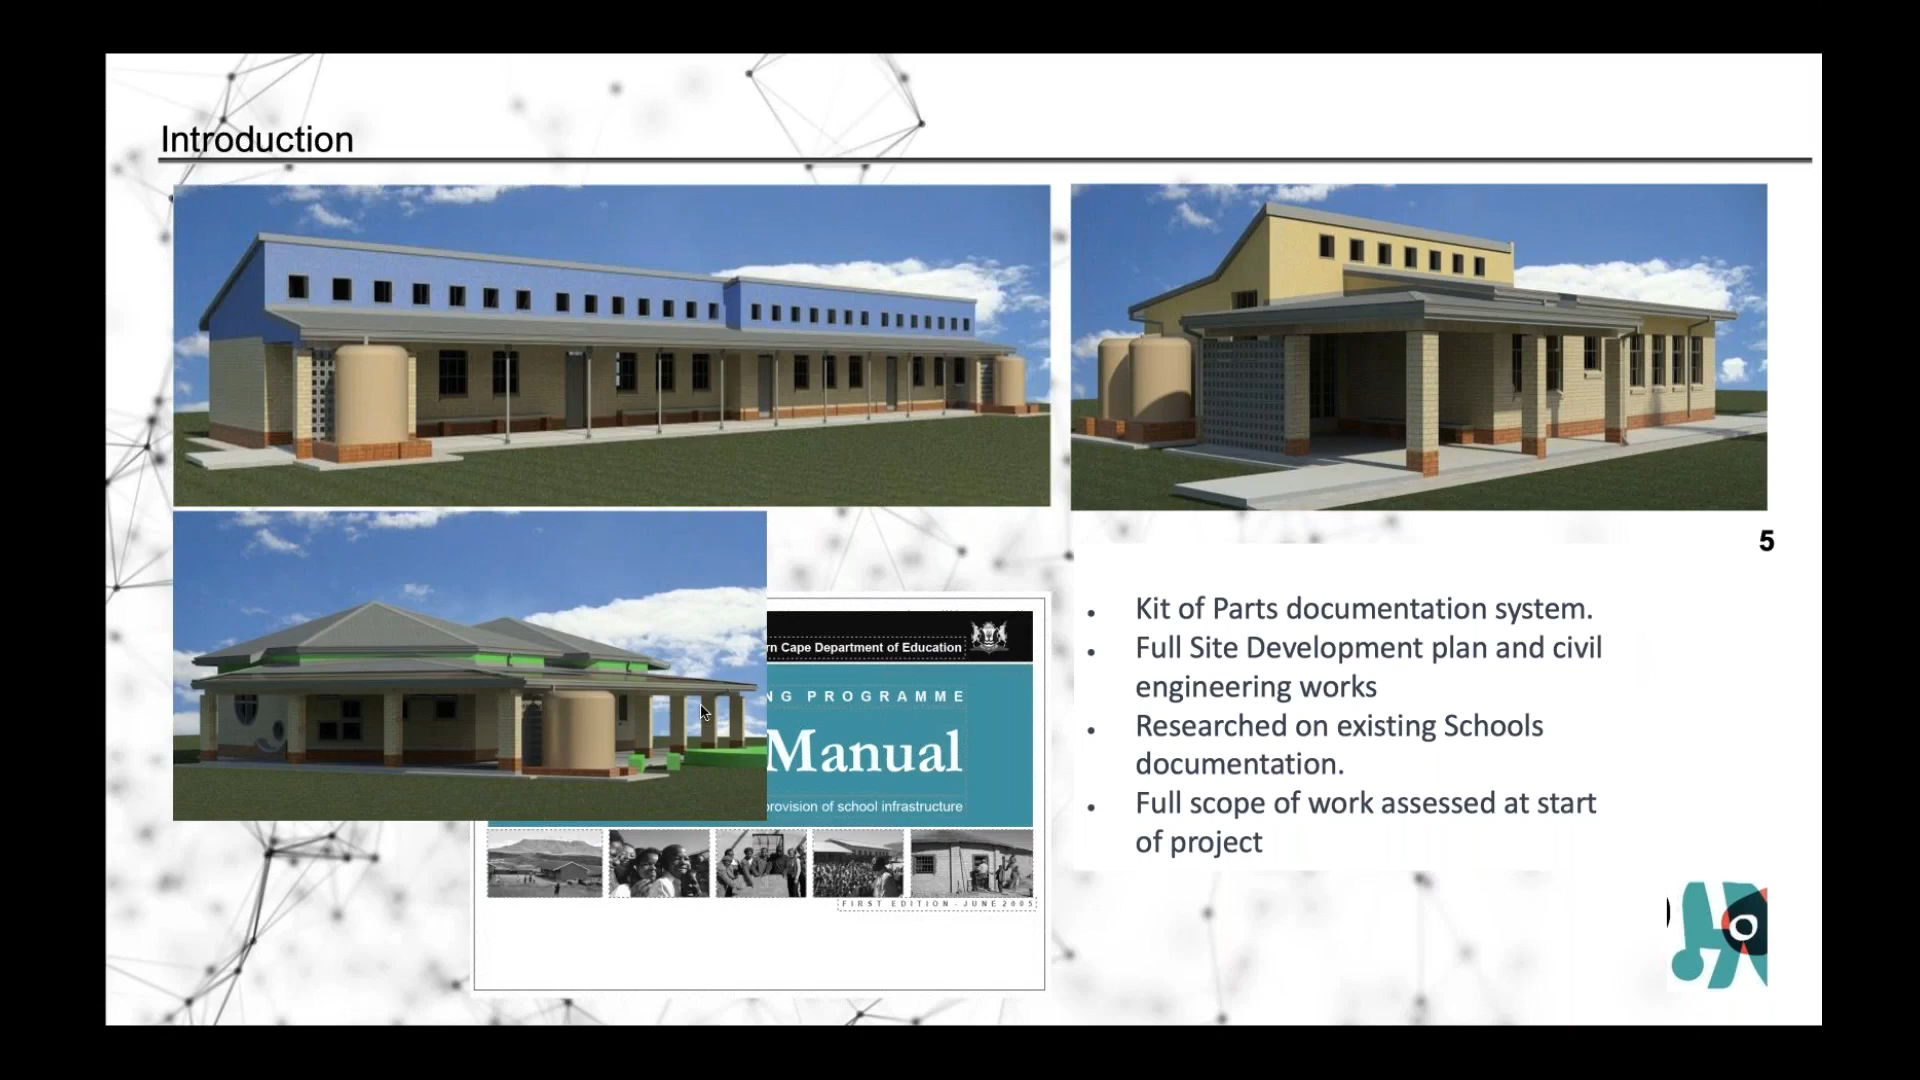 Introduction
5
Kit of Parts documentation system.
Full Site Development plan and civil
engineering works
Researched on existing Schools
documentation.
Full scope of work assessed at start
of project
Cape Department of Education
PROGRAMME
Manual
of school infrastructure
FIRST EDITION - JUNE 2005